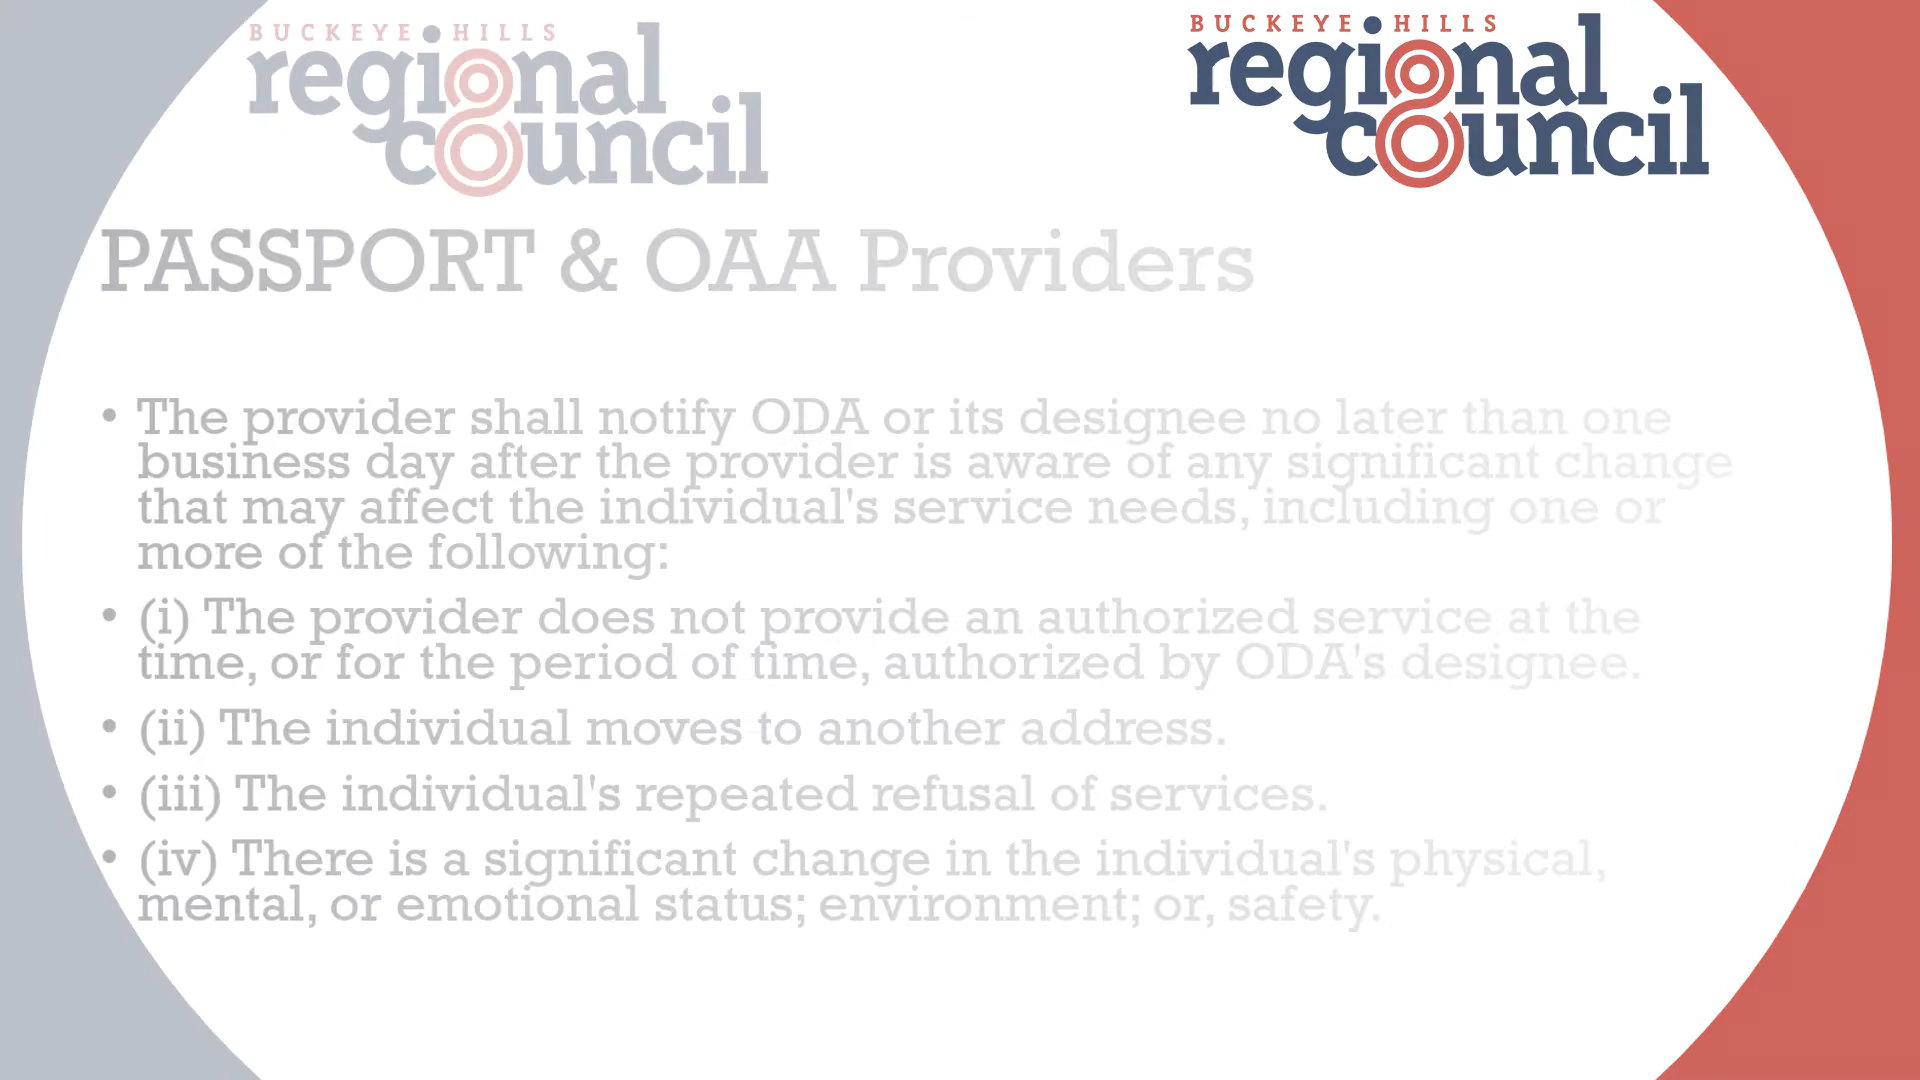 BUCKEYE HILLS
regional
council
BUCKEYE HILLS
regional
council
PASSPORT & OAA Providers
• The provider shall notify ODA or its designee no later than one
business day after the provider is aware of any significant change
that may affect the individual's service needs, including one or
more of the following:
• (i) The provider does not provide an authorized service at the
time, or for the period of time, authorized by ODA's designee.
• (ii) The individual moves to another address.
• (iii) The individual's repeated refusal of services.
• (iv) There is a significant change in the individual's physical,
mental, or emotional status; environment; or, safety.